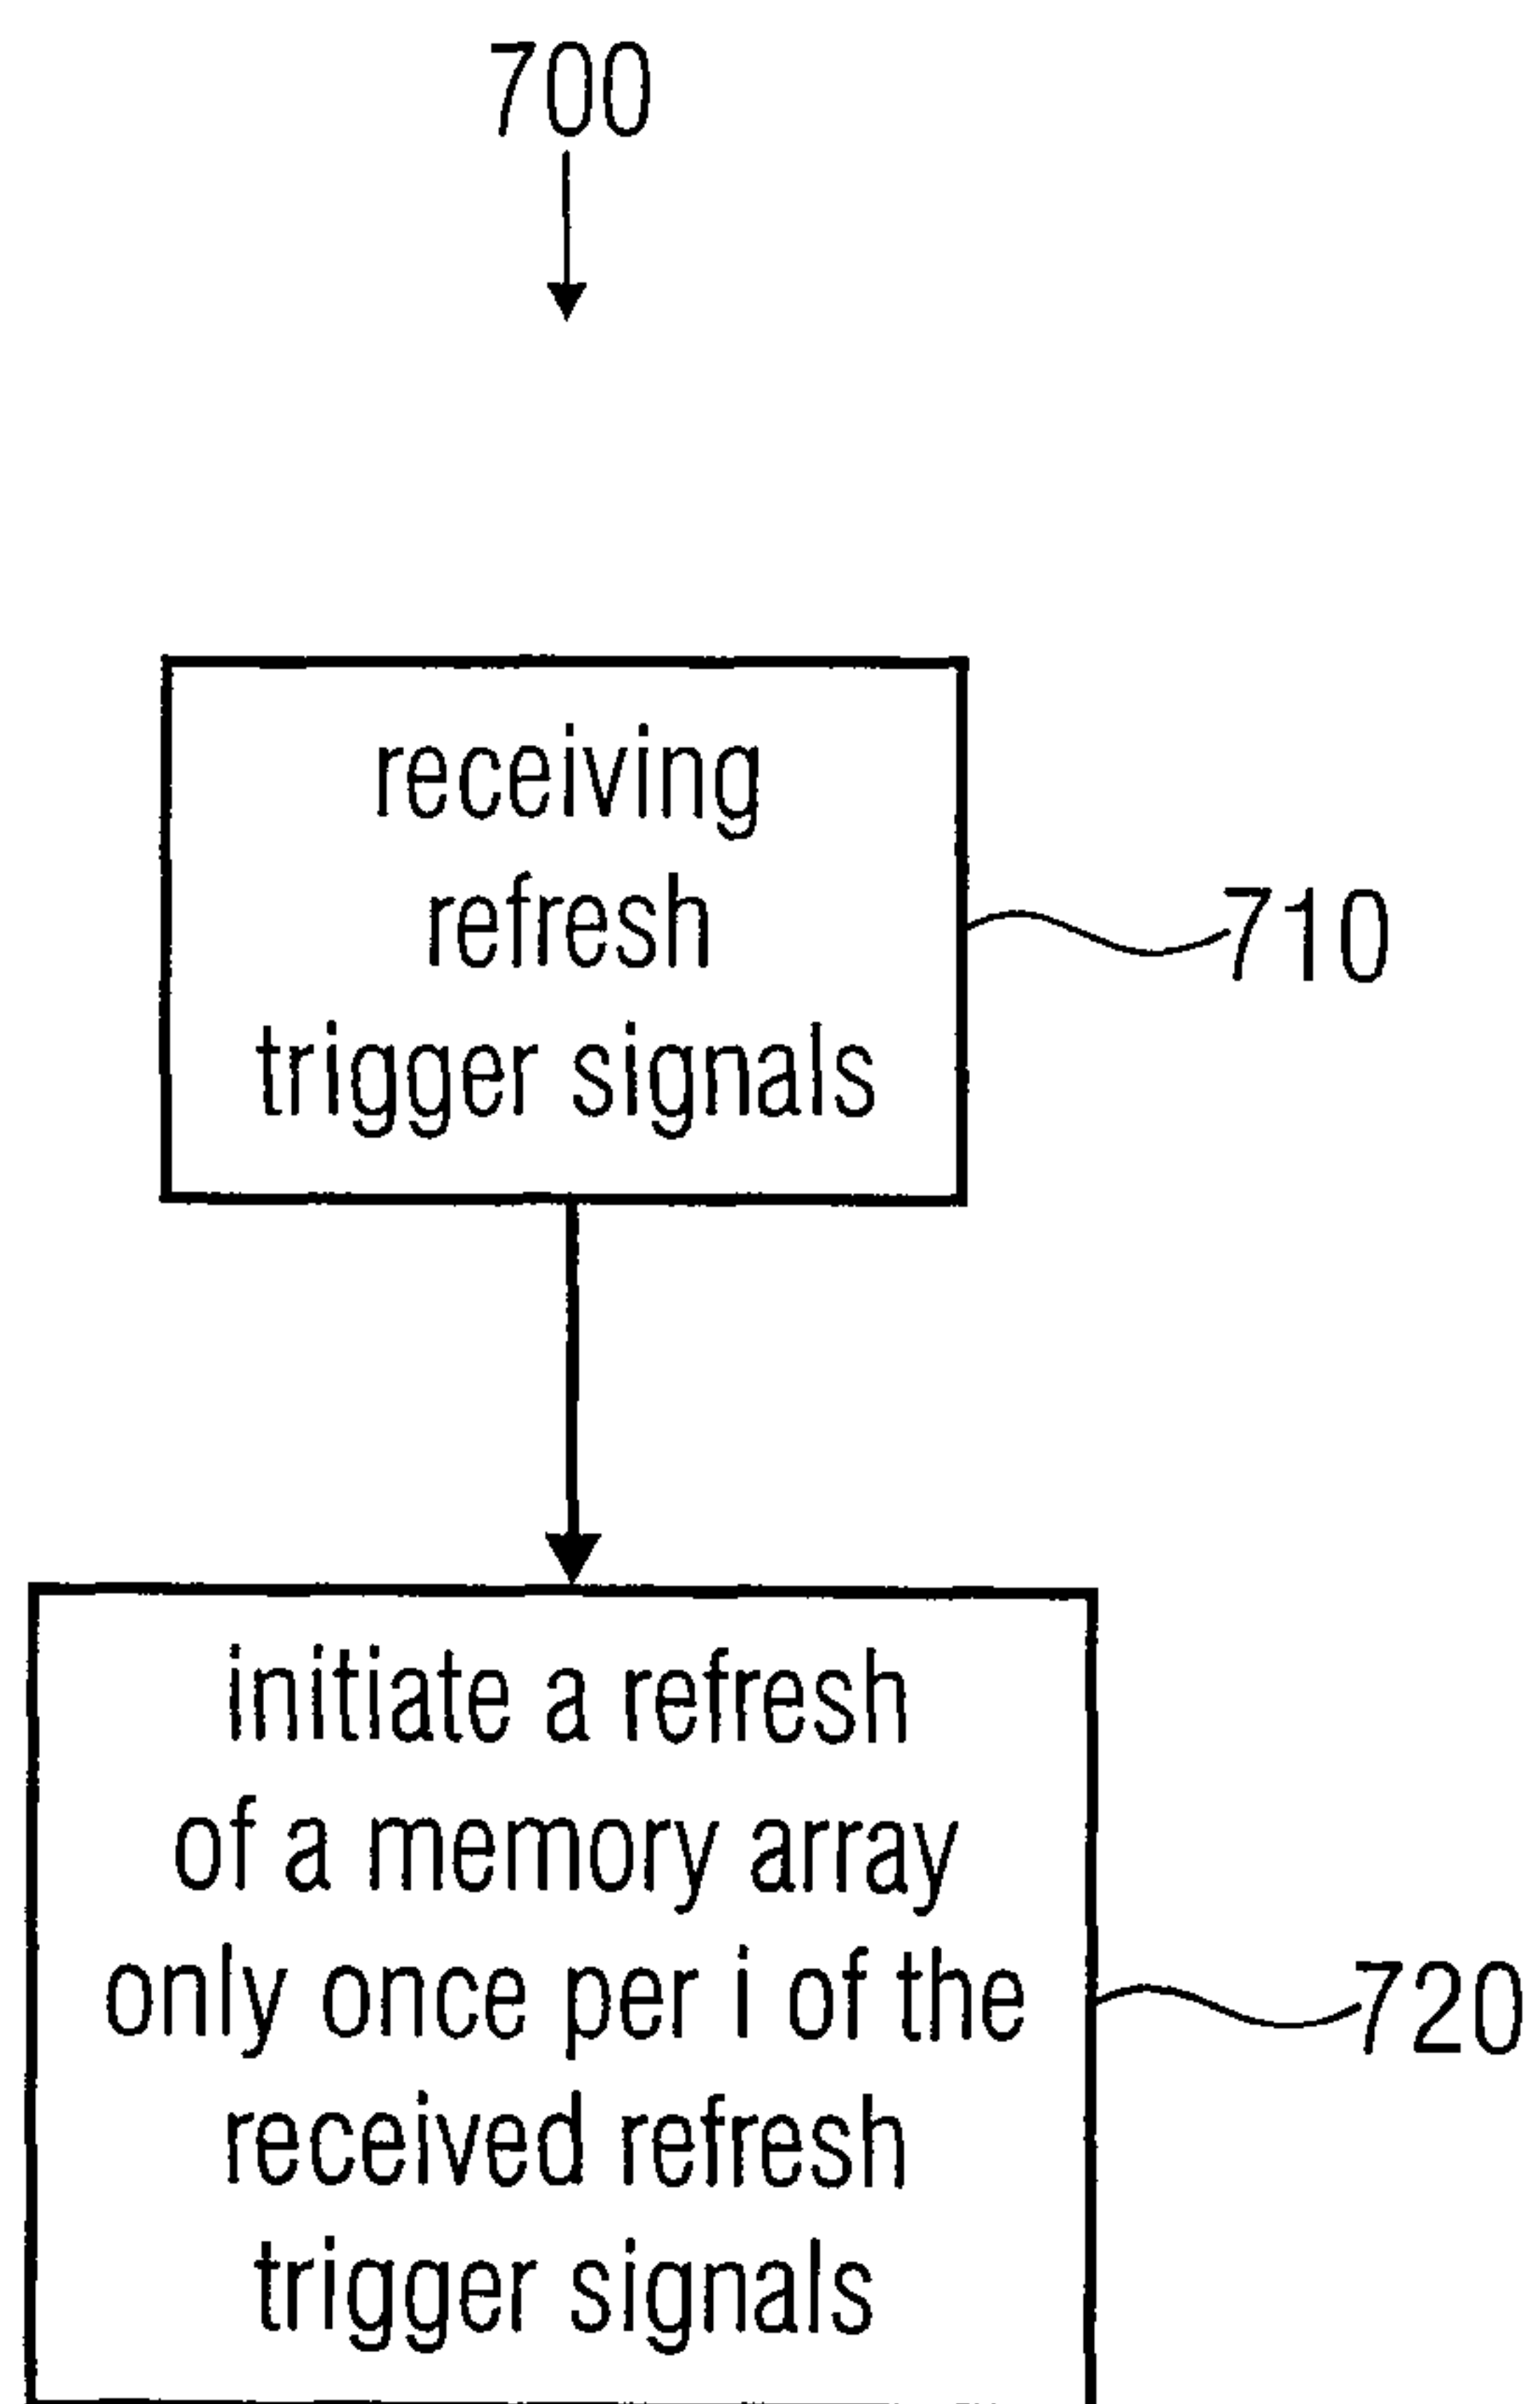 700
receiving
refresh
trigger signals
710
initiate a refresh
of a memory array
only once per i of the
received refresh
trigger signals
720